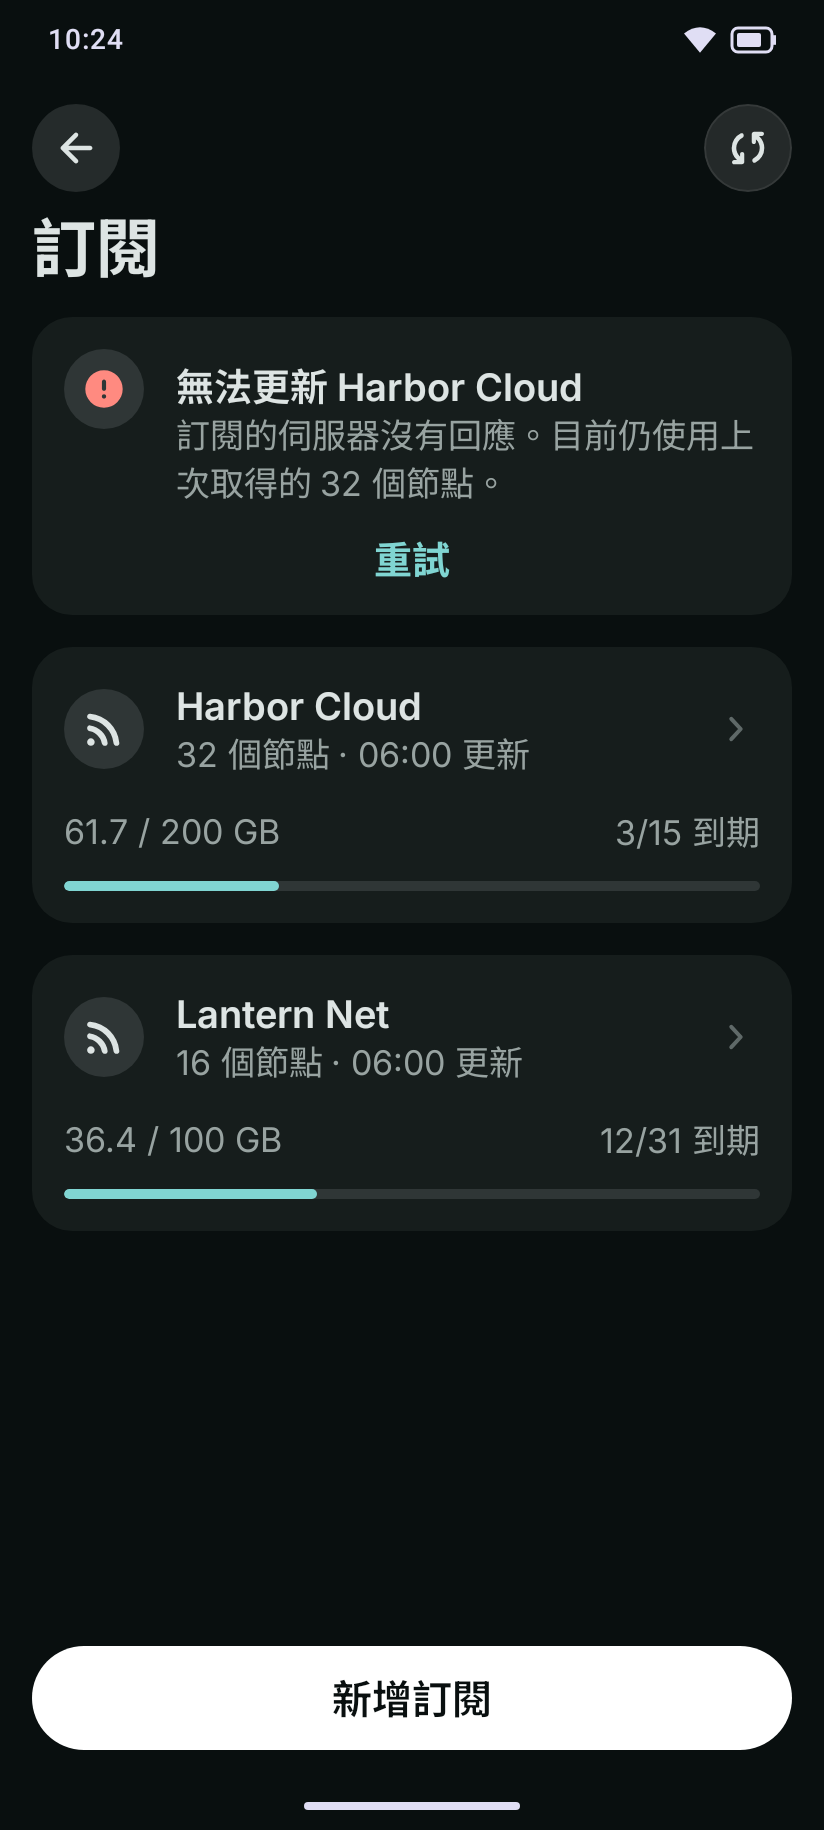 10:24
訂閱
無法更新 Harbor Cloud
訂閱的伺服器沒有回應。目前仍使用上
次取得的 32 個節點。
重試
Harbor Cloud
32 個節點 · 06:00 更新
61.7 / 200 GB
3/15 到期
Lantern Net
16 個節點 · 06:00 更新
36.4 / 100 GB
12/31 到期
新增訂閱